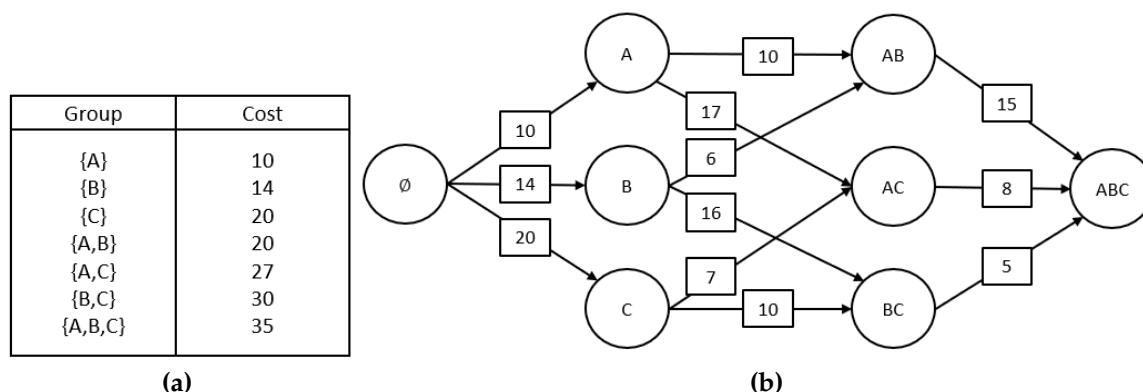 Group Cost
{A} 10
{B} 14
{C} 20
{A,B} 20
{A,C} 27
{B,C} 30
{A,B,C} 35
(a)
A 10 AB
10 17 15
6
Ø 14 B AC 8 ABC
20 16
7 5
C 10 BC
(b)